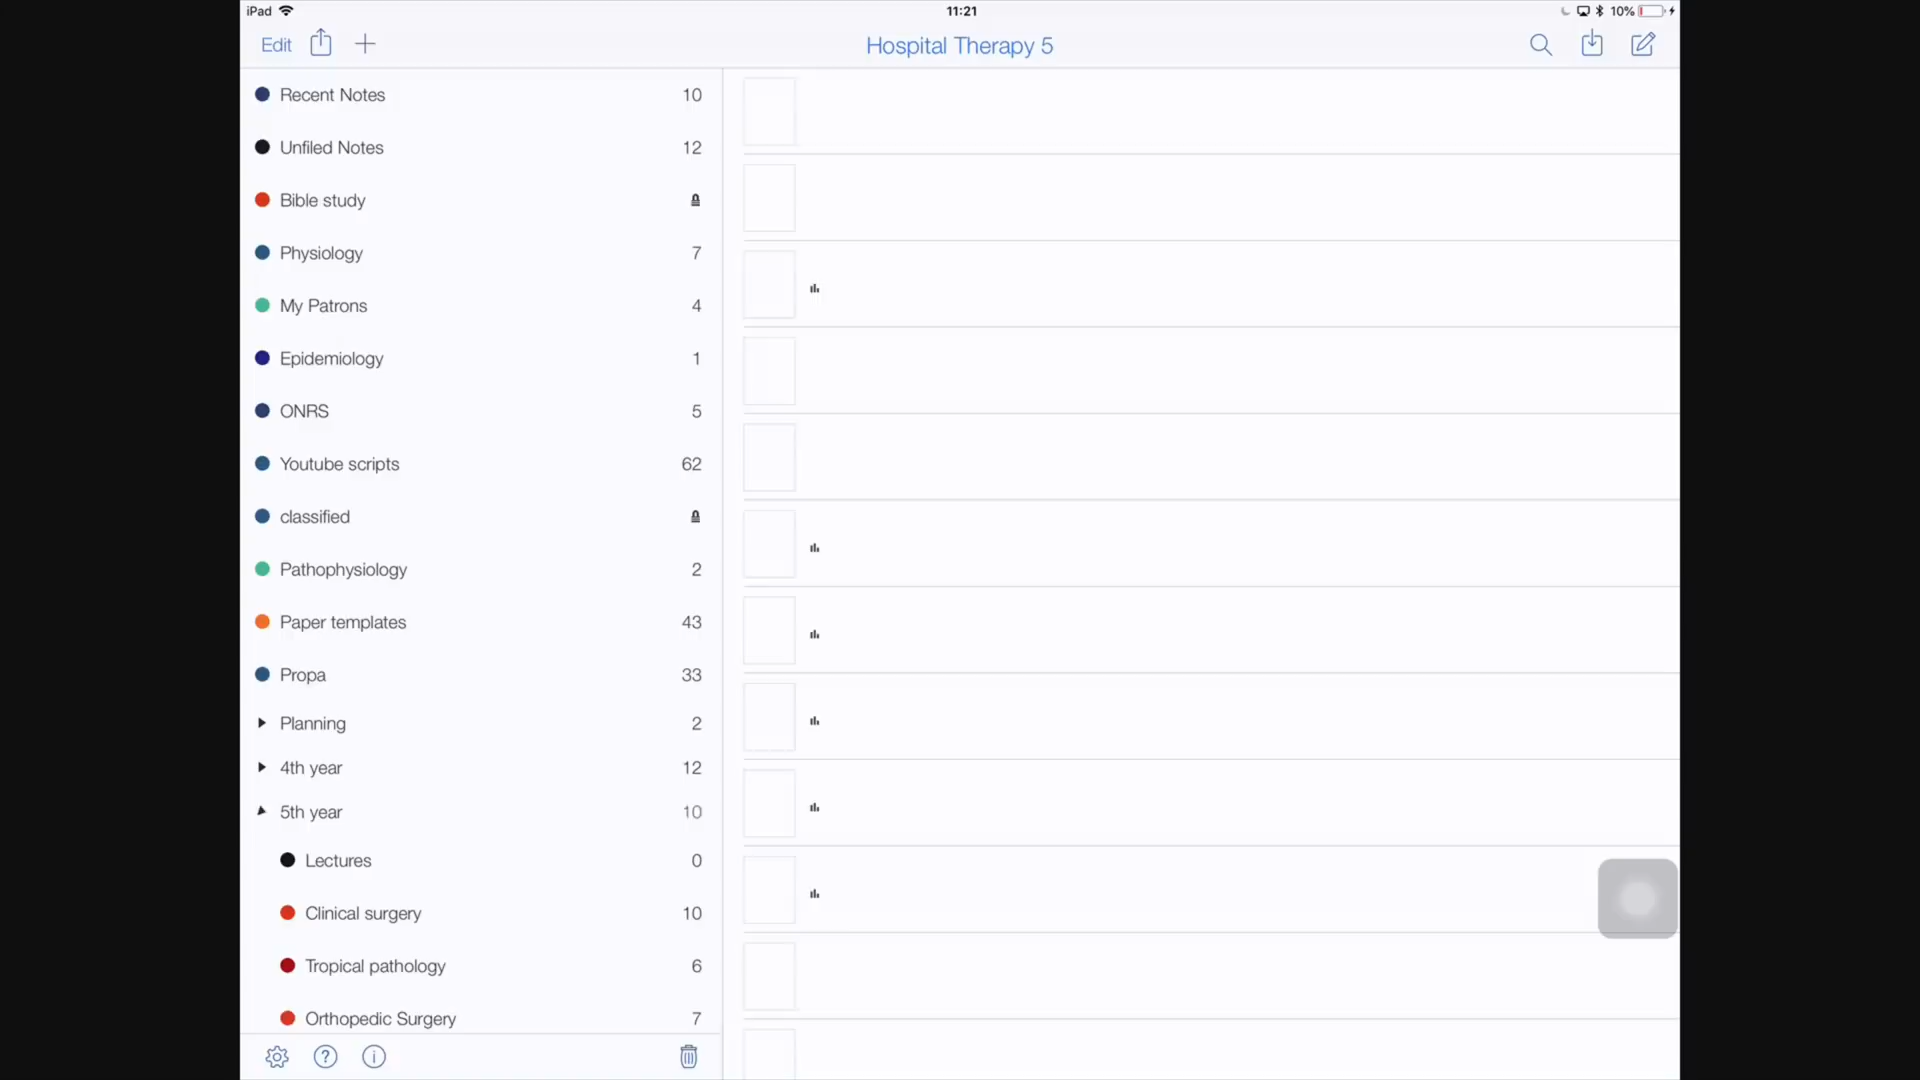 iPad 11:21 10%
Edit Hospital Therapy 5
Recent Notes 10
Unfiled Notes 12
Bible study
Physiology 7
My Patrons 4
Epidemiology 1
ONRS 5
Youtube scripts 62
classified
Pathophysiology 2
Paper templates 43
Propa 33
Planning 2
4th year 12
5th year 10
Lectures 0
Clinical surgery 10
Tropical pathology 6
Orthopedic Surgery 7